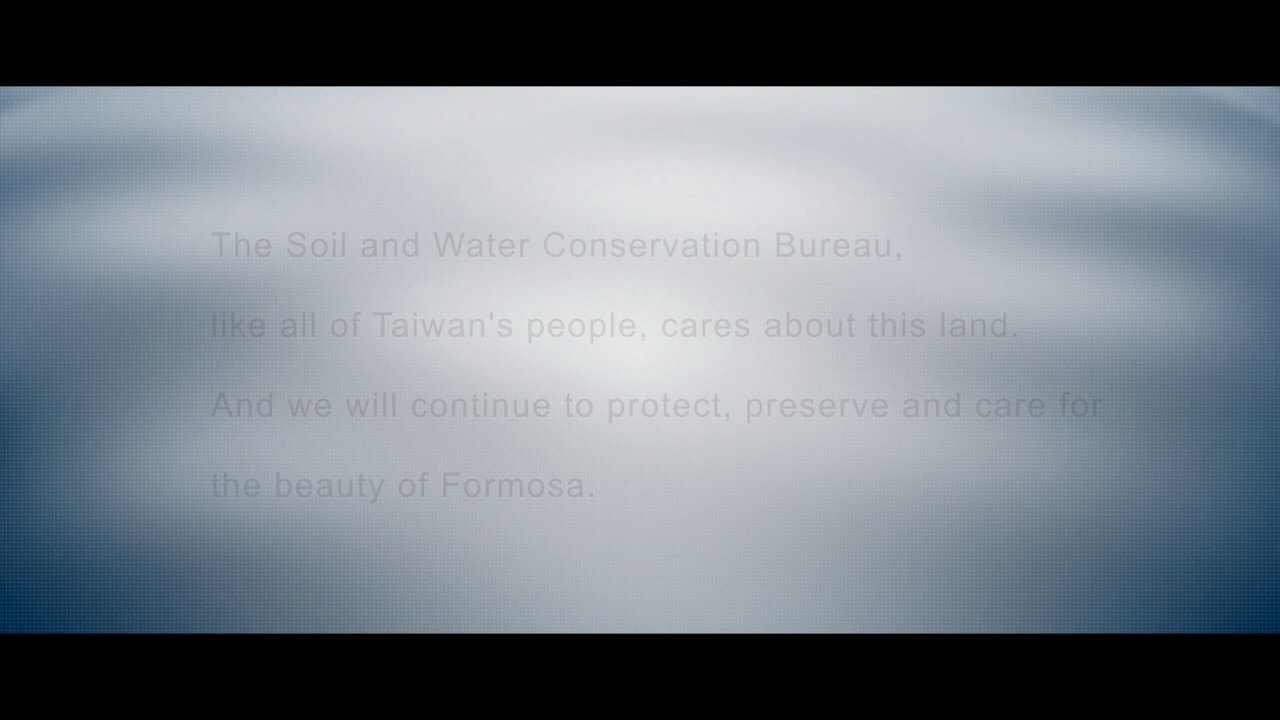 The Soil and Water Conservation Bureau,
like all of Taiwan's people, cares about this land.
And we will continue to protect, preserve and care for
the beauty of Formosa.